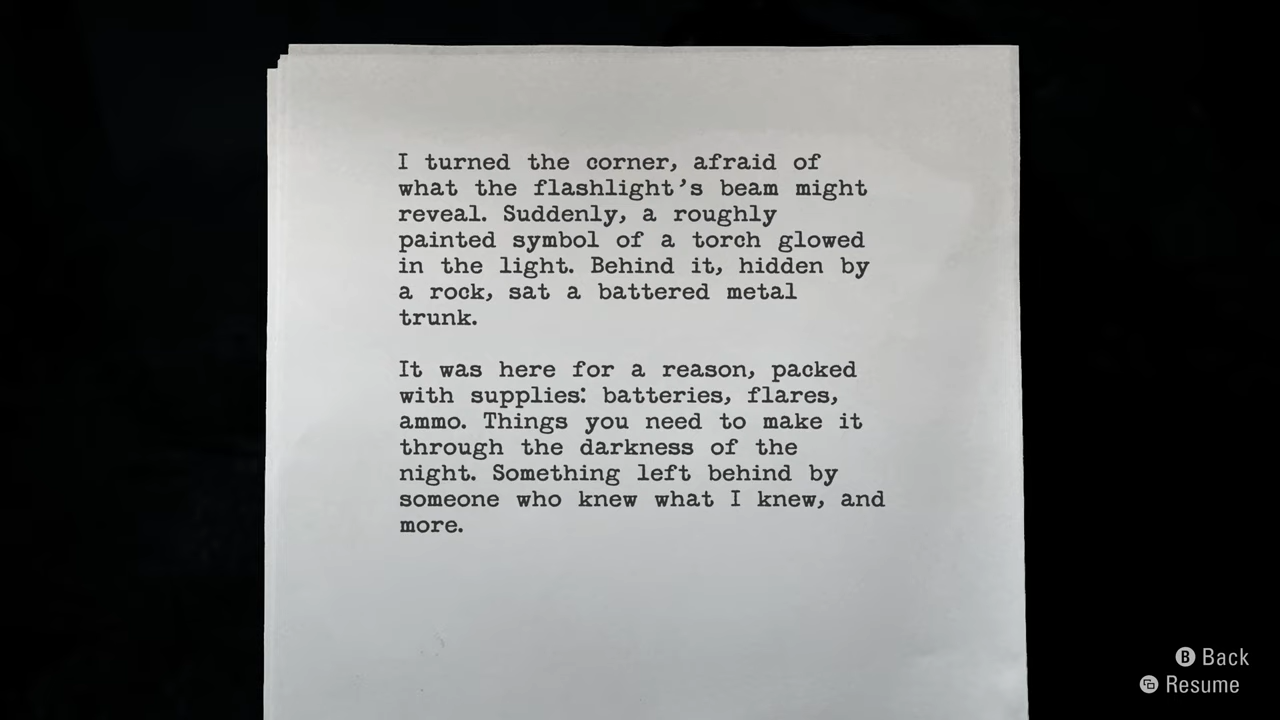 I turned the corner, afraid of
what the flashlight's beam might
reveal. Suddenly, a roughly
painted symbol of a torch glowed
in the light. Behind it, hidden by
a rock, sat a battered metal
trunk.
It was here for a reason, packed
with supplies: batteries, flares,
ammo. Things you need to make it
through the darkness of the
night. Something left behind by
someone who knew what I knew, and
more.
B Back
Resume